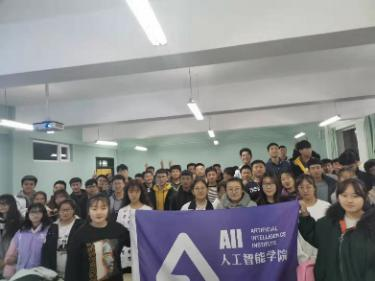 AII
ARTIFICIAL
INTELLIGENCE
INSTITUTE
人工智能学院